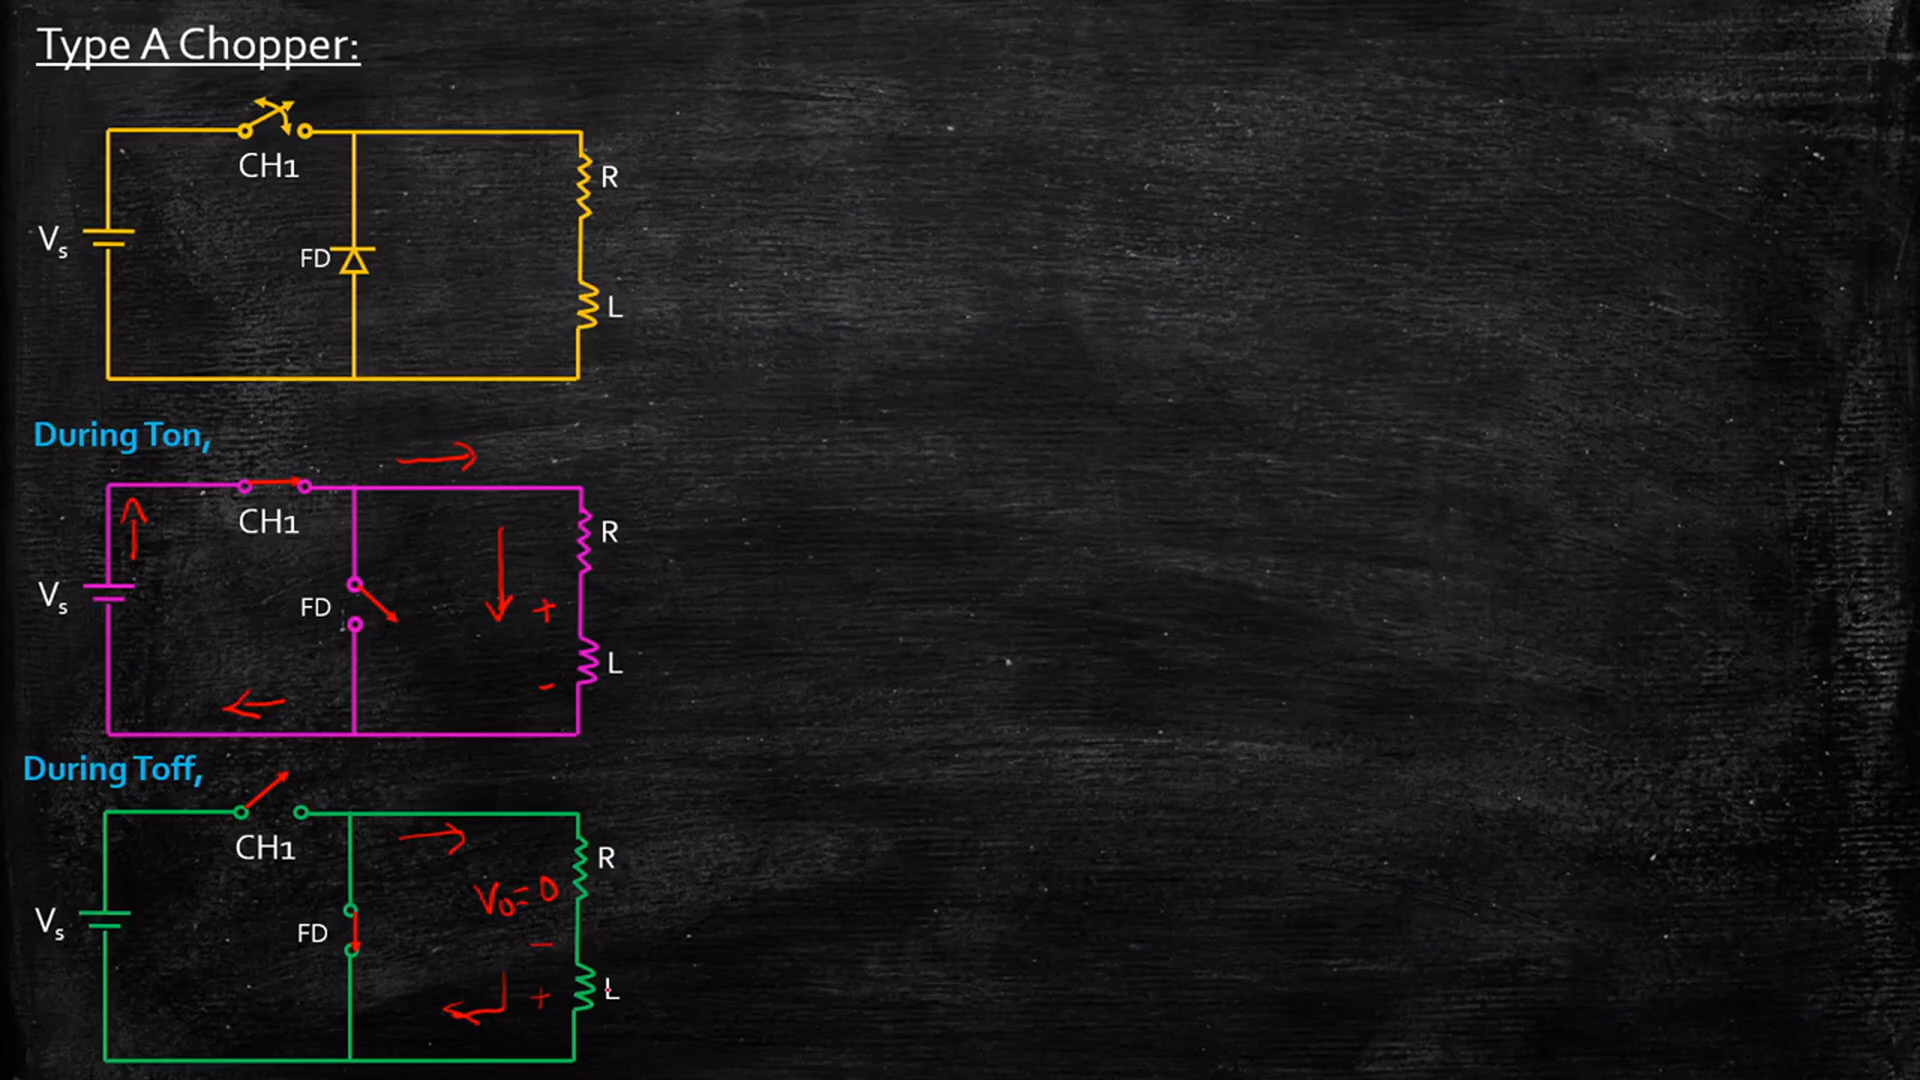 Type A Chopper:
CH1
R
Vs
FD
L
During Ton,
CH1
R
Vs
FD
+
L
-
During Toff,
CH1
R
Vo = 0
Vs
FD
-
+
L